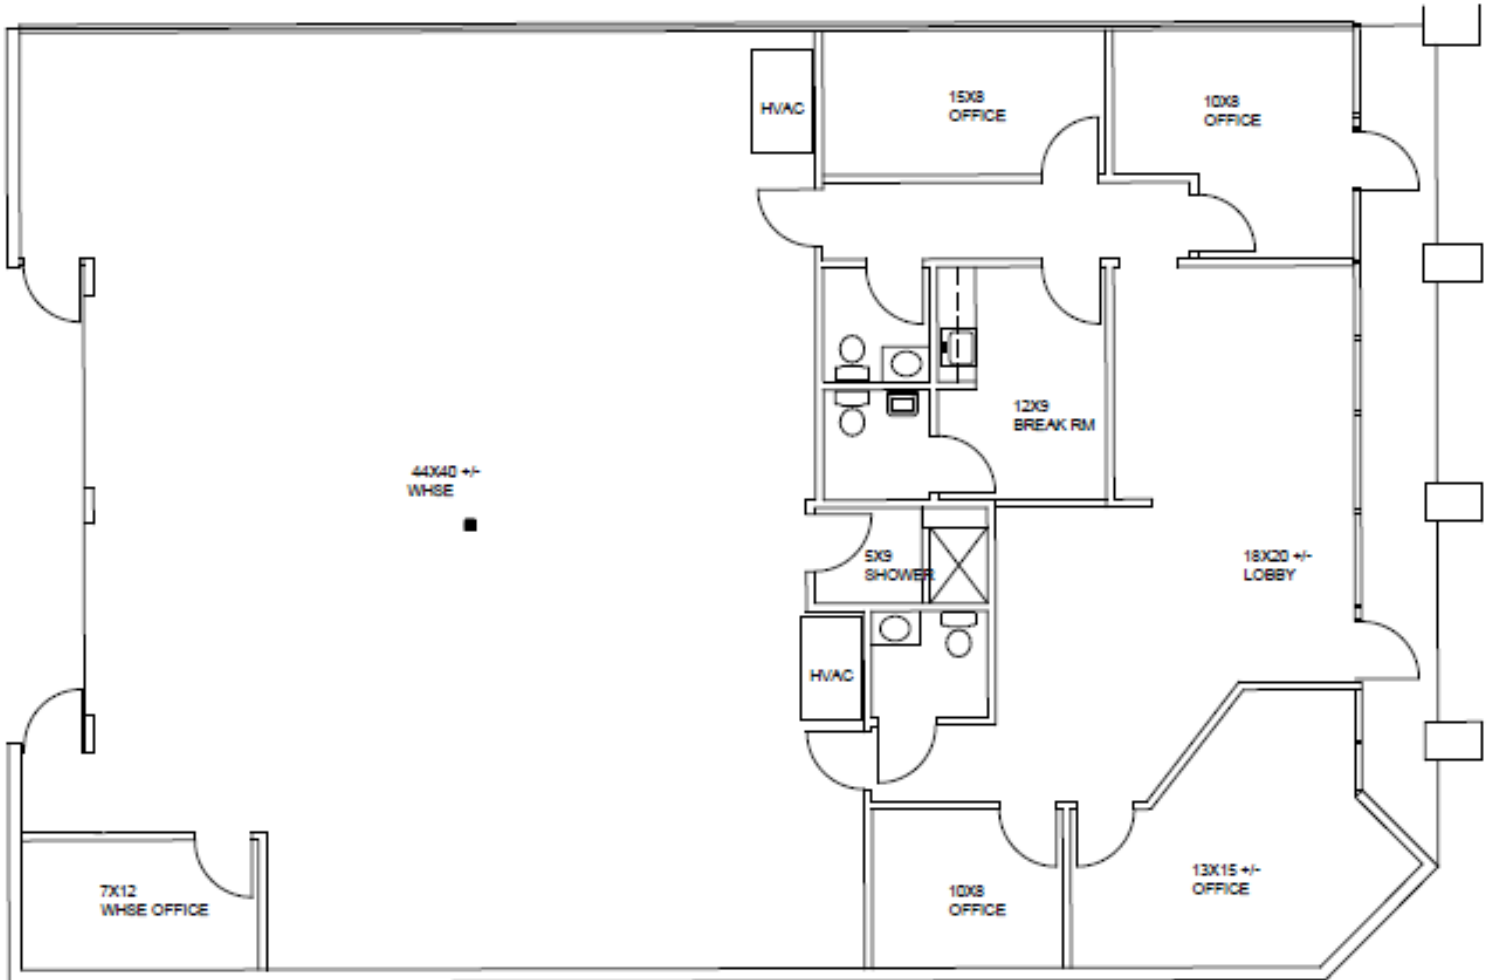 HVAC
15X8
OFFICE
10X8
OFFICE
12X9
BREAK RM
44X40 +/-
WHSE
5X9
SHOWER
18X20 +/-
LOBBY
HVAC
7X12
WHSE OFFICE
10X8
OFFICE
13X15 +/-
OFFICE